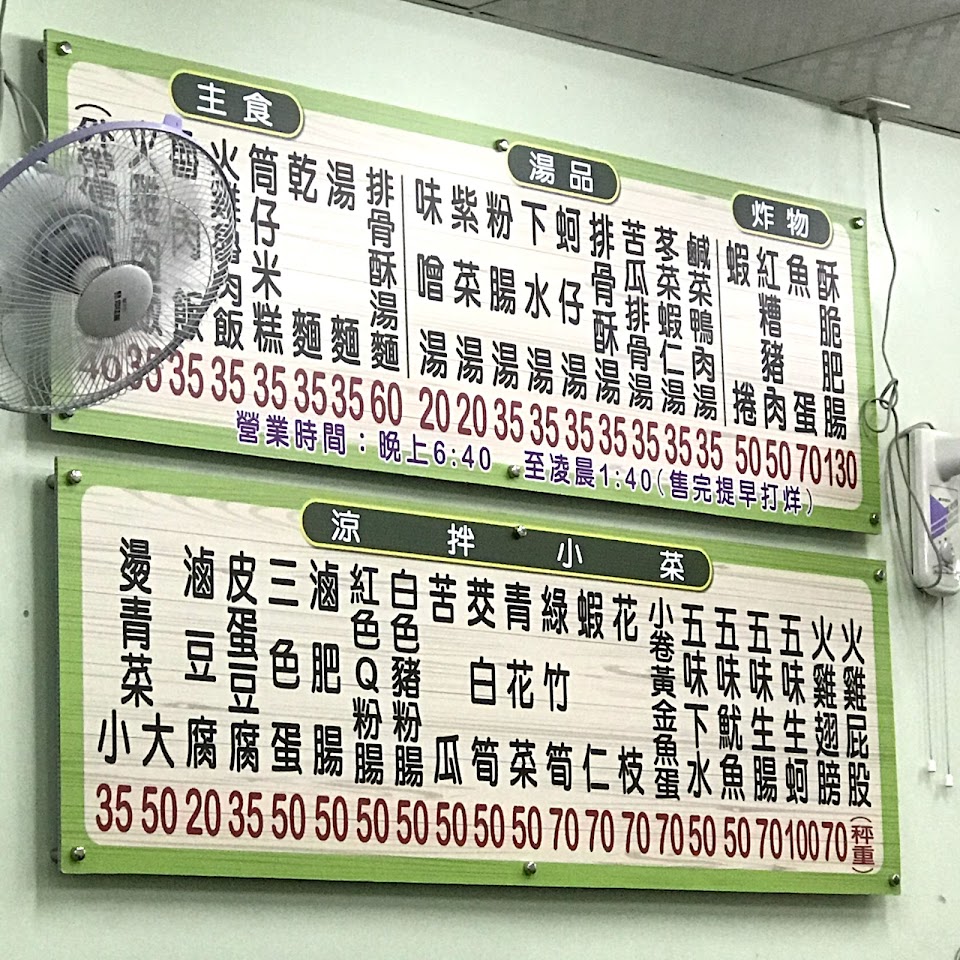 主食
火雞肉飯 35
肉飯 35
筒仔米糕 35
乾麵 35
湯麵 35
排骨酥湯麵 60
湯品
味噌湯 20
紫菜湯 20
粉腸湯 35
下水湯 35
蚵仔湯 35
排骨酥湯 35
苦瓜排骨湯 35
芩菜蝦仁湯 35
鹹菜鴨肉湯 35
炸物
蝦捲 50
紅糟豬肉 50
魚蛋 70
酥脆肥腸 130
營業時間：晚上6:40 至凌晨1:40(售完提早打烊)
涼拌小菜
燙青菜 小 35 大 50
滷豆腐 20
皮蛋豆腐 35
三色蛋 50
滷肥腸 50
紅色Q粉腸 50
白色豬粉腸 50
苦瓜 50
茭白筍 50
青花菜 50
綠竹筍 70
蝦仁 70
花枝 70
小卷黃金魚蛋 70
五味下水 50
五味魷魚 50
五味生腸 70
五味生蚵 100
火雞翅膀 70
火雞屁股 (秤重)